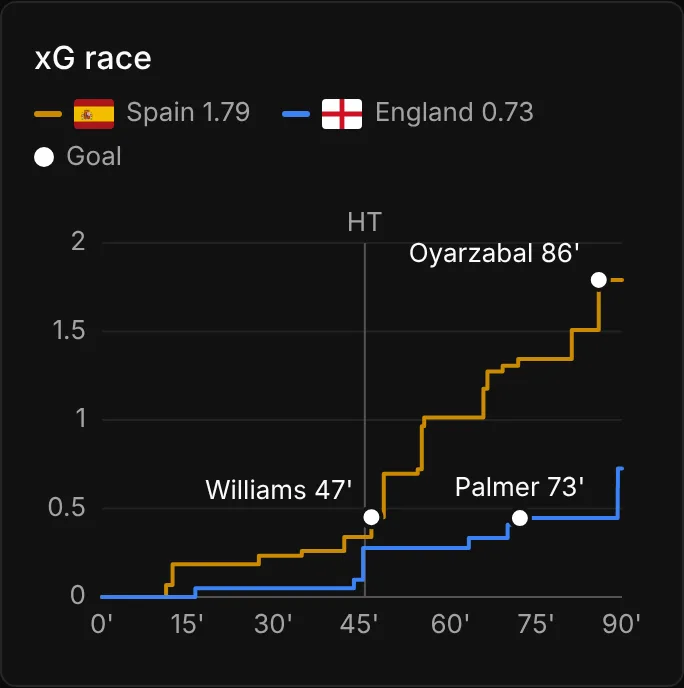 xG race
Spain 1.79 England 0.73
Goal
HT
2
Oyarzabal 86'
1.5
1
Williams 47'
Palmer 73'
0.5
0
0' 15' 30' 45' 60' 75' 90'